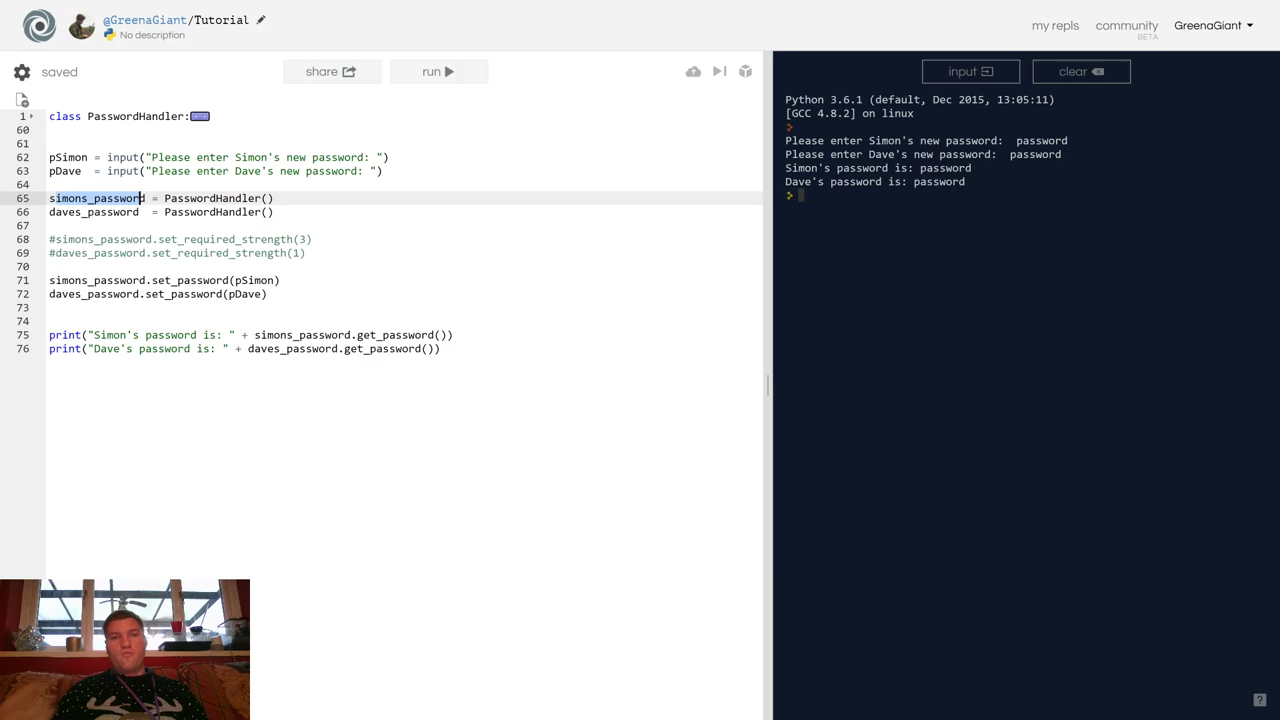 @GreenaGiant/Tutorial
No description
my repls
community
BETA
GreenaGiant
saved
share
run
input
clear
1 class PasswordHandler:
60
61
62 pSimon = input("Please enter Simon's new password: ")
63 pDave  = input("Please enter Dave's new password: ")
64
65 simons_password = PasswordHandler()
66 daves_password  = PasswordHandler()
67
68 #simons_password.set_required_strength(3)
69 #daves_password.set_required_strength(1)
70
71 simons_password.set_password(pSimon)
72 daves_password.set_password(pDave)
73
74
75 print("Simon's password is: " + simons_password.get_password())
76 print("Dave's password is: " + daves_password.get_password())
Python 3.6.1 (default, Dec 2015, 13:05:11)
[GCC 4.8.2] on linux
Please enter Simon's new password:  password
Please enter Dave's new password:  password
Simon's password is: password
Dave's password is: password
?